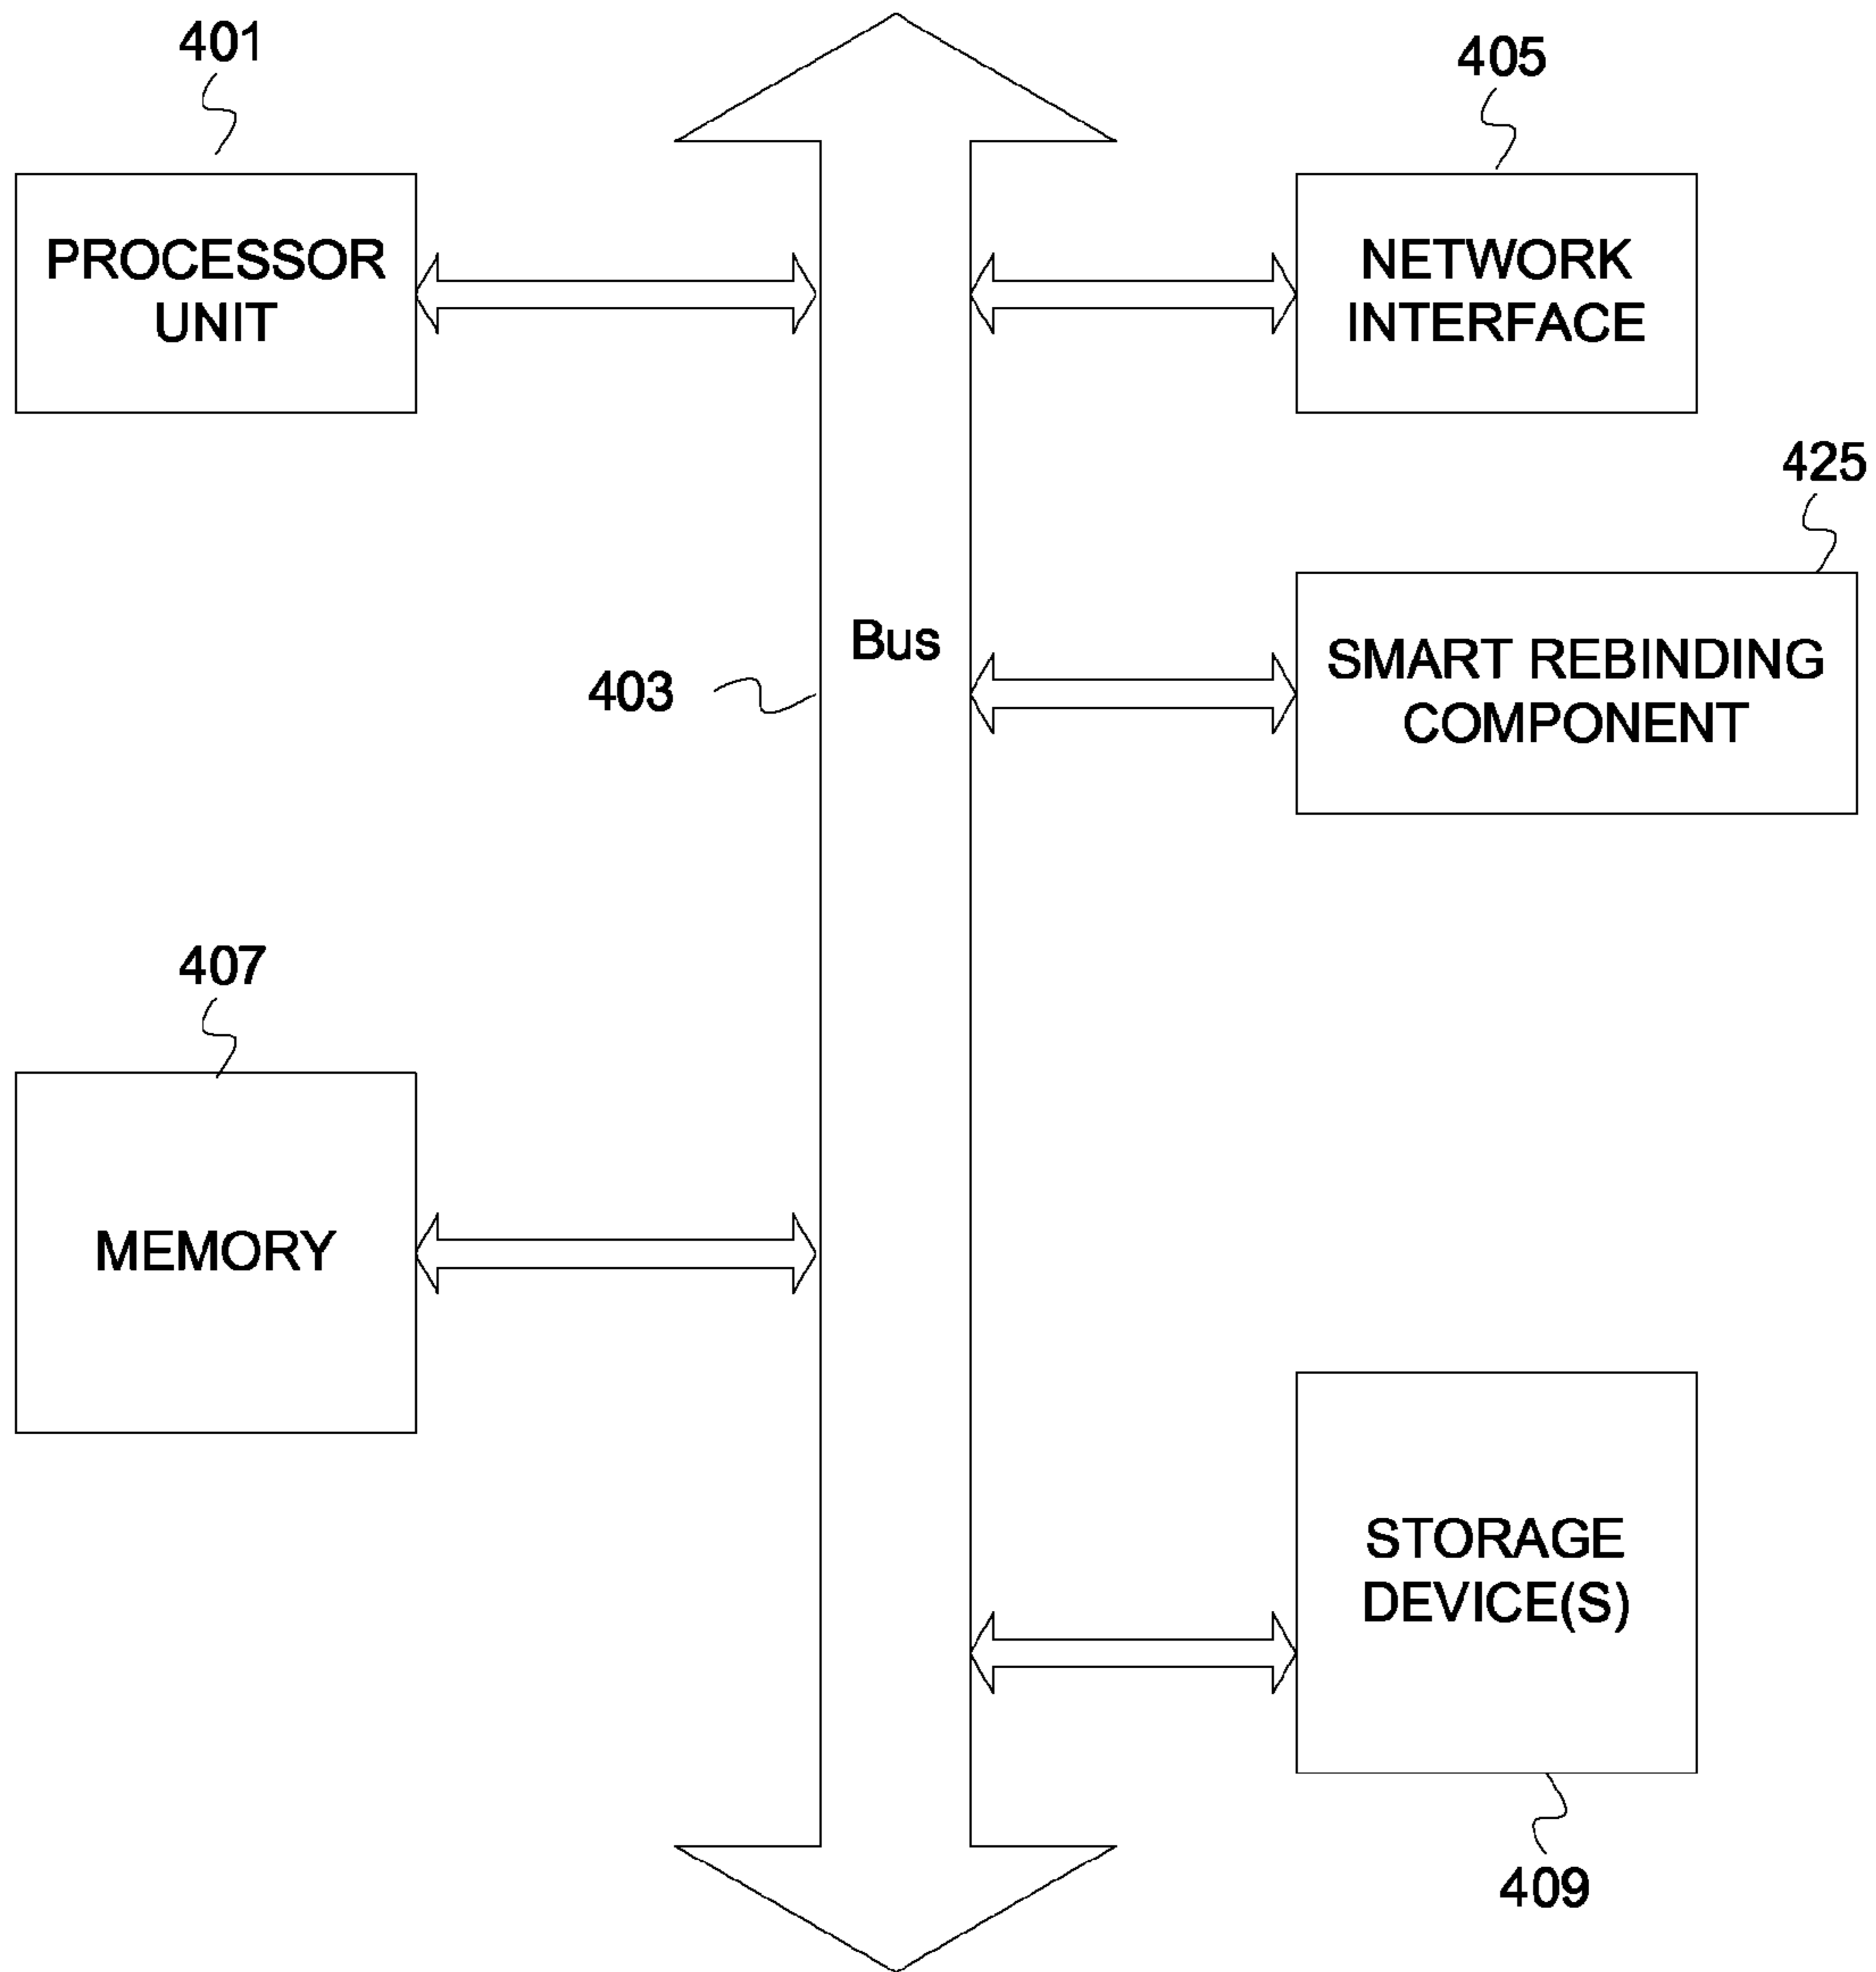 401
PROCESSOR
UNIT
405
NETWORK
INTERFACE
425
Bus
403
SMART REBINDING
COMPONENT
407
MEMORY
STORAGE
DEVICE(S)
409